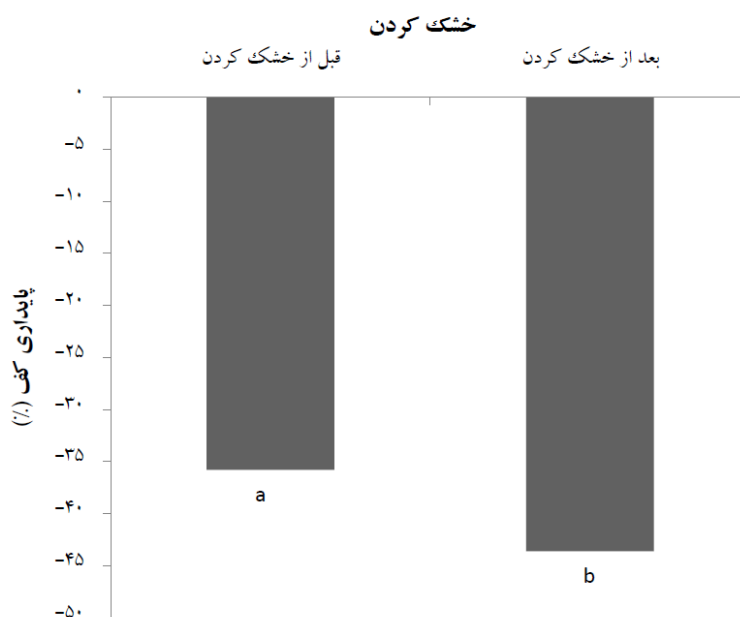 خشک کردن
قبل از خشک کردن
بعد از خشک کردن
۰
-۵
-۱۰
-۱۵
-۲۰
-۲۵
-۳۰
-۳۵
-۴۰
-۴۵
-۵۰
پایداری کف (٪)
a
b